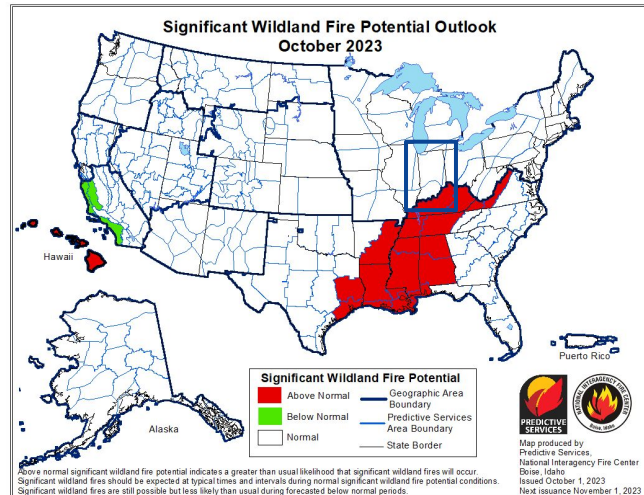 Significant Wildland Fire Potential Outlook
October 2023
Hawaii
Alaska
Puerto Rico
Significant Wildland Fire Potential
Above Normal
Below Normal
Normal
Geographic Area
Boundary
Predictive Services
Area Boundary
State Border
PREDICTIVE
SERVICES
NATIONAL INTERAGENCY FIRE CENTER
Boise, Idaho
Map produced by
Predictive Services,
National Interagency Fire Center
Boise, Idaho
Issued October 1, 2023
Next issuance November 1, 2023
Above normal significant wildland fire potential indicates a greater than usual likelihood that significant wildland fires will occur.
Significant wildland fires should be expected at typical times and intervals during normal significant wildland fire potential conditions.
Significant wildland fires are still possible but less likely than usual during forecasted below normal periods.